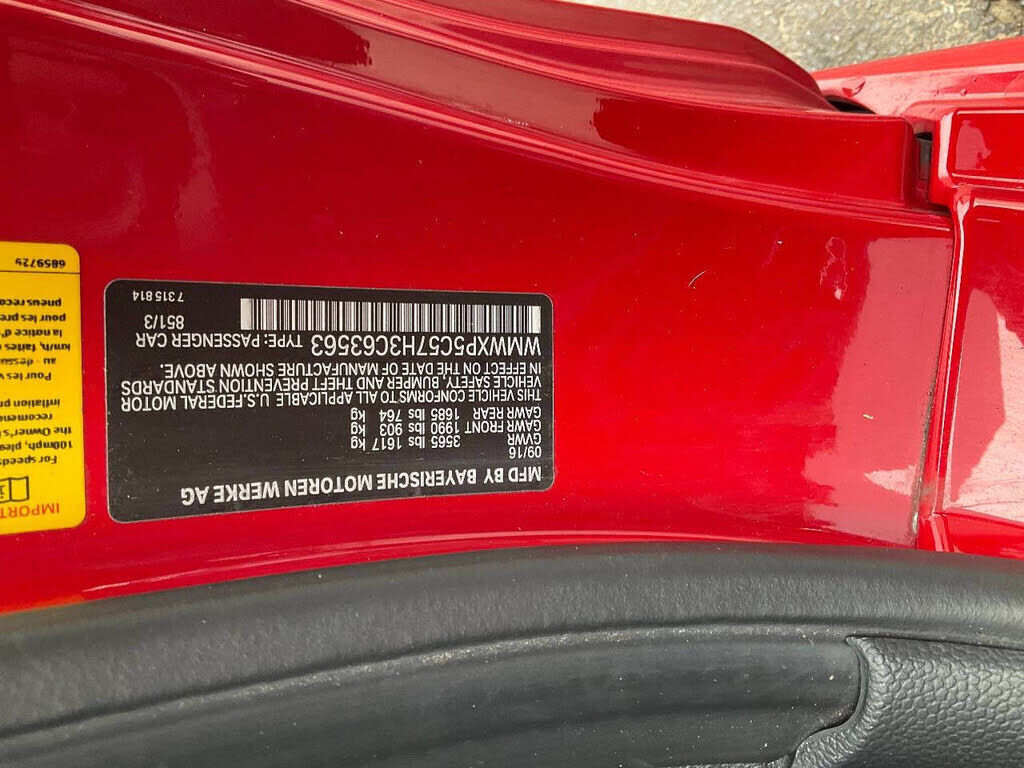 MFD BY BAYERISCHE MOTOREN WERKE AG
09/16
GVWR 3565 lbs 1617 kg
GAWR FRONT 1990 lbs 903 kg
GAWR REAR 1685 lbs 764 kg
THIS VEHICLE CONFORMS TO ALL APPLICABLE U.S.FEDERAL MOTOR
VEHICLE SAFETY, BUMPER AND THEFT PREVENTION STANDARDS
IN EFFECT ON THE DATE OF MANUFACTURE SHOWN ABOVE.
WMWXP5C57H3C63563 TYPE: PASSENGER CAR
851/3
7315814
IMPORT
For speeds
100mph, plea
the Owner's
recomme
inflation
Pour les v
au - dessu
km/h, faites
la notice d'
pour les pre
pneus reco
6859729